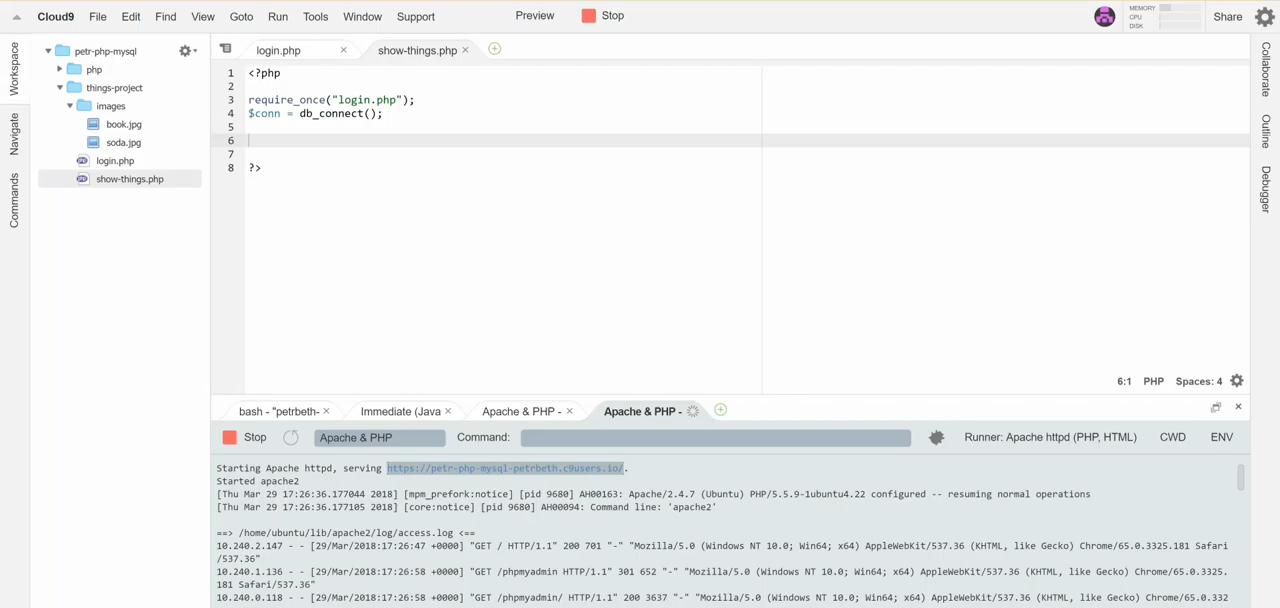 Cloud9 File Edit Find View Goto Run Tools Window Support Preview Stop MEMORY CPU DISK Share
Workspace
Navigate
Commands
petr-php-mysql
php
things-project
images
book.jpg
soda.jpg
login.php
show-things.php
login.php × show-things.php ×
1 <?php
2
3 require_once("login.php");
4 $conn = db_connect();
5
6
7
8 ?>
6:1 PHP Spaces: 4
Collaborate
Outline
Debugger
bash - "petrbeth- × Immediate (Java × Apache & PHP - × Apache & PHP -
Stop Apache & PHP Command: Runner: Apache httpd (PHP, HTML) CWD ENV
Starting Apache httpd, serving https://petr-php-mysql-petrbeth.c9users.io/.
Started apache2
[Thu Mar 29 17:26:36.177044 2018] [mpm_prefork:notice] [pid 9680] AH00163: Apache/2.4.7 (Ubuntu) PHP/5.5.9-1ubuntu4.22 configured -- resuming normal operations
[Thu Mar 29 17:26:36.177105 2018] [core:notice] [pid 9680] AH00094: Command line: 'apache2'
==> /home/ubuntu/lib/apache2/log/access.log <==
10.240.2.147 - - [29/Mar/2018:17:26:47 +0000] "GET / HTTP/1.1" 200 701 "-" "Mozilla/5.0 (Windows NT 10.0; Win64; x64) AppleWebKit/537.36 (KHTML, like Gecko) Chrome/65.0.3325.181 Safari
/537.36"
10.240.1.136 - - [29/Mar/2018:17:26:58 +0000] "GET /phpmyadmin HTTP/1.1" 301 652 "-" "Mozilla/5.0 (Windows NT 10.0; Win64; x64) AppleWebKit/537.36 (KHTML, like Gecko) Chrome/65.0.3325.
181 Safari/537.36"
10.240.0.118 - - [29/Mar/2018:17:26:58 +0000] "GET /phpmyadmin/ HTTP/1.1" 200 3637 "-" "Mozilla/5.0 (Windows NT 10.0; Win64; x64) AppleWebKit/537.36 (KHTML, like Gecko) Chrome/65.0.332